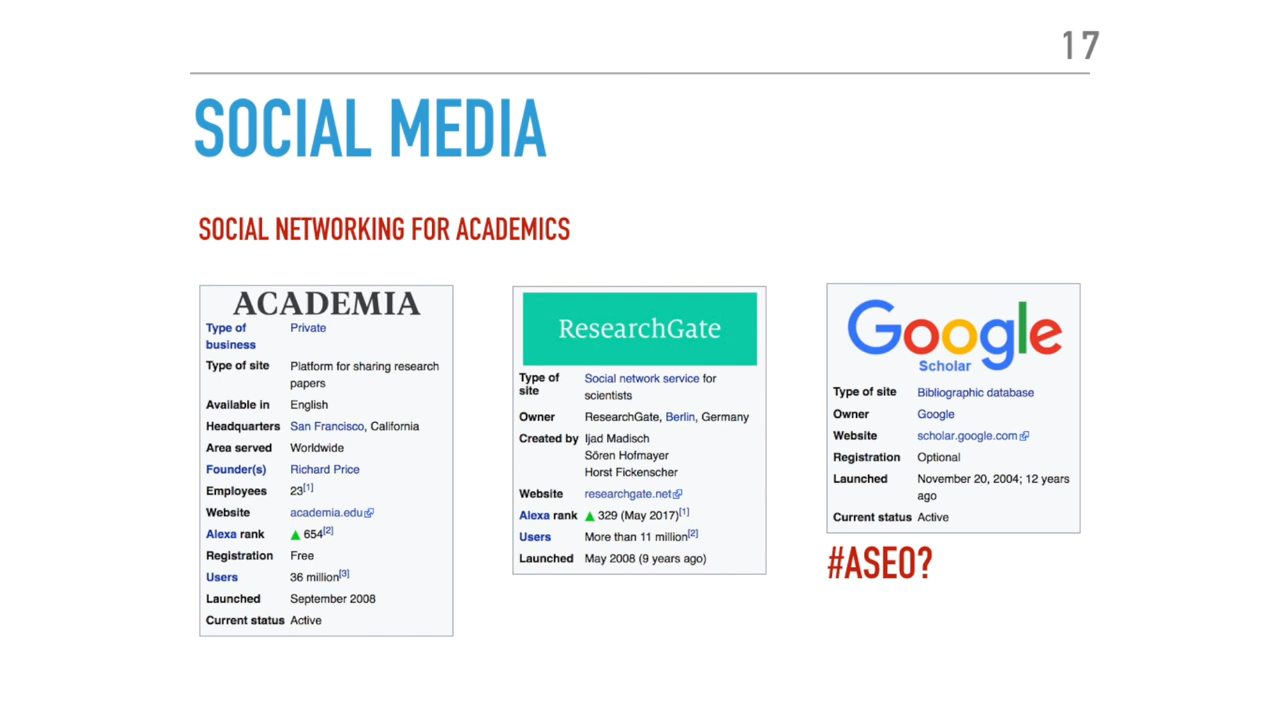 17
SOCIAL MEDIA
SOCIAL NETWORKING FOR ACADEMICS
ACADEMIA
Type of business Private
Type of site Platform for sharing research papers
Available in English
Headquarters San Francisco, California
Area served Worldwide
Founder(s) Richard Price
Employees 23[1]
Website academia.edu
Alexa rank ▲ 654[2]
Registration Free
Users 36 million[3]
Launched September 2008
Current status Active
ResearchGate
Type of site Social network service for scientists
Owner ResearchGate, Berlin, Germany
Created by Ijad Madisch
Sören Hofmayer
Horst Fickenscher
Website researchgate.net
Alexa rank ▲ 329 (May 2017)[1]
Users More than 11 million[2]
Launched May 2008 (9 years ago)
Google
Scholar
Type of site Bibliographic database
Owner Google
Website scholar.google.com
Registration Optional
Launched November 20, 2004; 12 years ago
Current status Active
#ASEO?